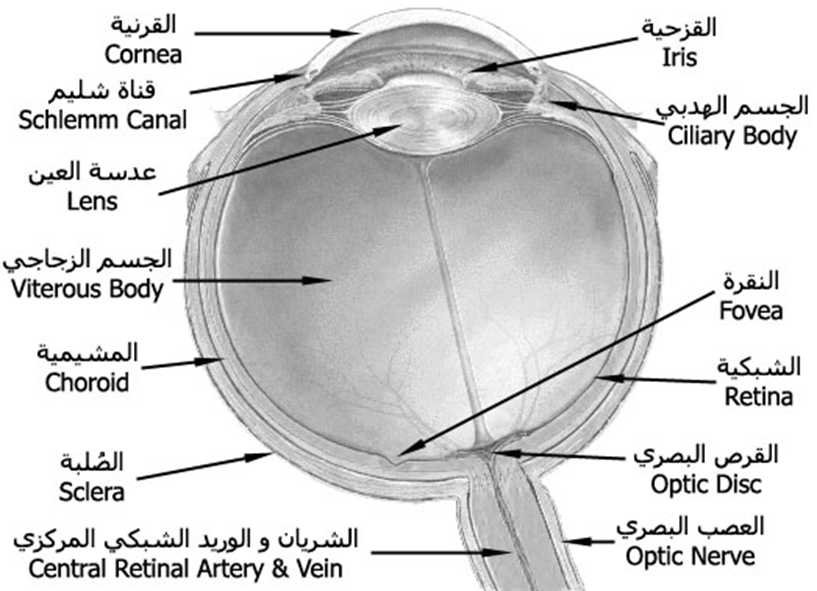 القرنية
Cornea
القزحية
Iris
قناة شليم
Schlemm Canal
الجسم الهدبي
Ciliary Body
عدسة العين
Lens
الجسم الزجاجي
Viterous Body
النقرة
Fovea
المشيمية
Choroid
الشبكية
Retina
الصُلبة
Sclera
القرص البصري
Optic Disc
الشريان و الوريد الشبكي المركزي
Central Retinal Artery & Vein
العصب البصري
Optic Nerve